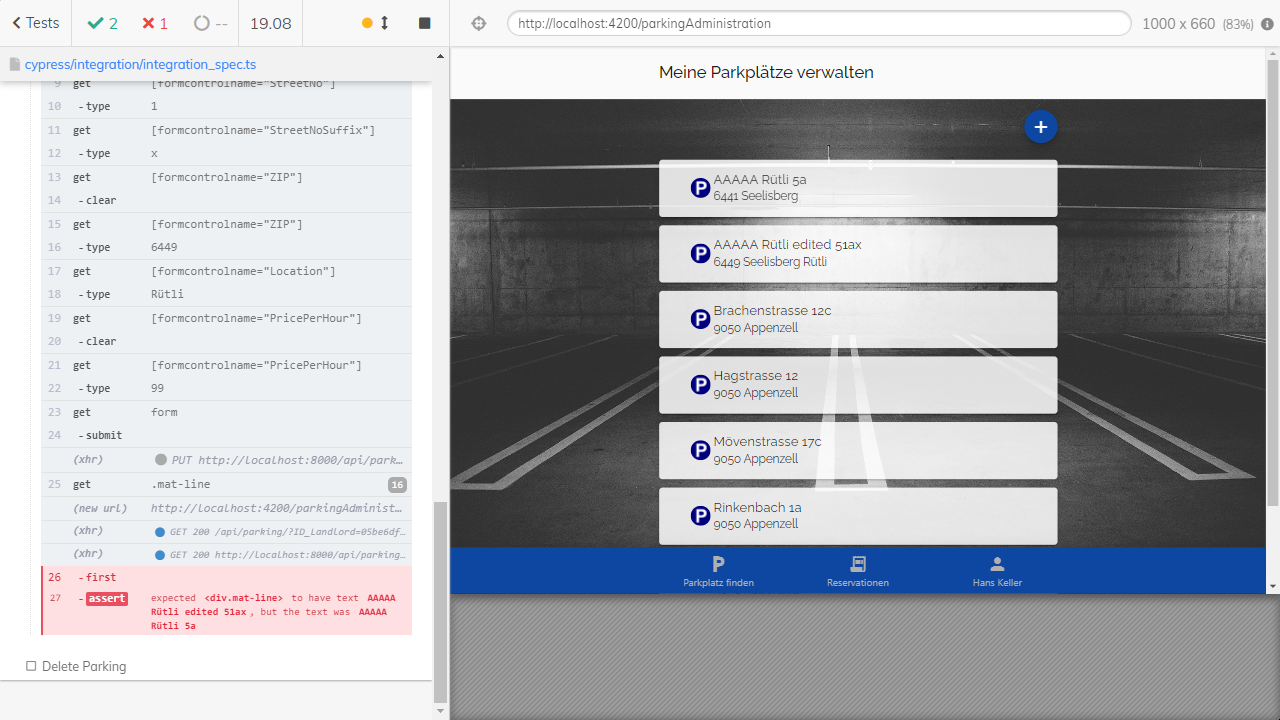 Tests
2
1
--
19.08
http://localhost:4200/parkingAdministration
1000 x 660 (83%)
cypress/integration/integration_spec.ts
9 get [formcontrolname="StreetNo"]
10 -type 1
11 get [formcontrolname="StreetNoSuffix"]
12 -type x
13 get [formcontrolname="ZIP"]
14 -clear
15 get [formcontrolname="ZIP"]
16 -type 6449
17 get [formcontrolname="Location"]
18 -type Rütli
19 get [formcontrolname="PricePerHour"]
20 -clear
21 get [formcontrolname="PricePerHour"]
22 -type 99
23 get form
24 -submit
(xhr) PUT http://localhost:8000/api/park…
25 get .mat-line 16
(new url) http://localhost:4200/parkingAdminist…
(xhr) GET 200 /api/parking/?ID_Landlord=05be6df…
(xhr) GET 200 http://localhost:8000/api/parking…
26 -first
27 -assert expected <div.mat-line> to have text AAAAA
Rütli edited 51ax, but the text was AAAAA
Rütli 5a
Delete Parking
Meine Parkplätze verwalten
+
P AAAAA Rütli 5a
6441 Seelisberg
P AAAAA Rütli edited 51ax
6449 Seelisberg Rütli
P Brachenstrasse 12c
9050 Appenzell
P Hagstrasse 12
9050 Appenzell
P Mövenstrasse 17c
9050 Appenzell
P Rinkenbach 1a
9050 Appenzell
Parkplatz finden
Reservationen
Hans Keller